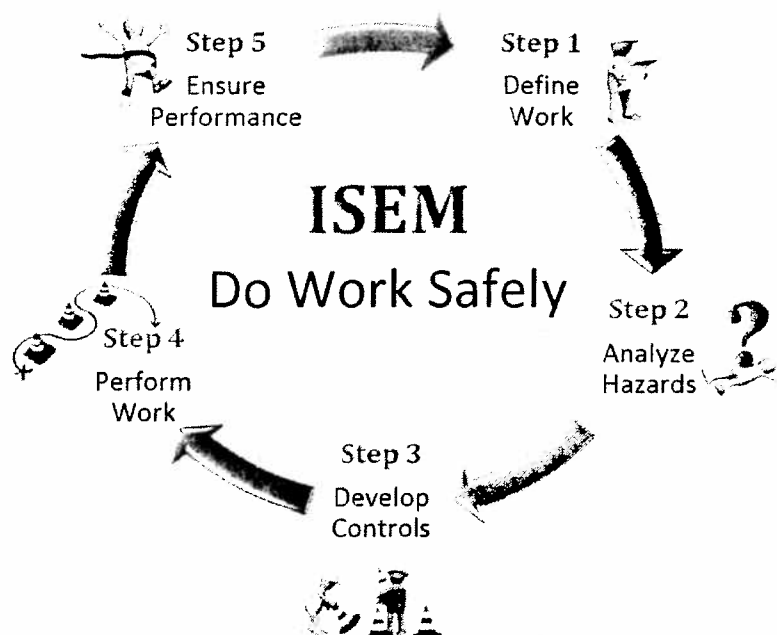 ISEM
Do Work Safely
Step 1
Define
Work
Step 2
Analyze
Hazards
?
Step 3
Develop
Controls
Step 4
Perform
Work
Step 5
Ensure
Performance